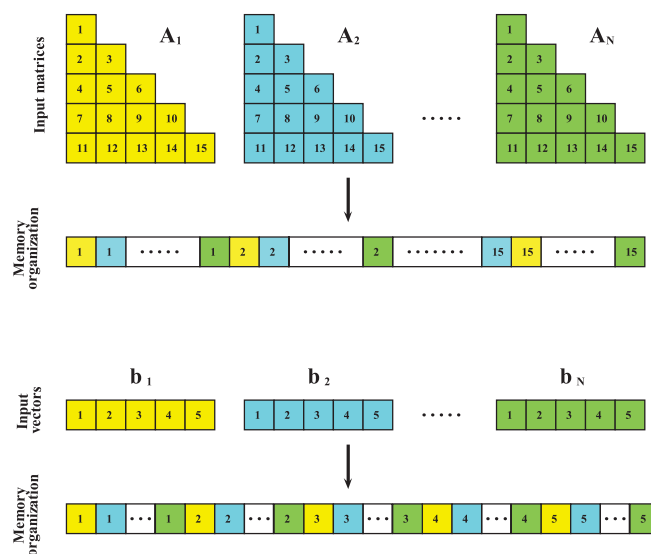 A1 A2 AN
Input matrices
1 1 1
2 3 2 3 2 3
4 5 6 4 5 6 4 5 6
7 8 9 10 7 8 9 10 ..... 7 8 9 10
11 12 13 14 15 11 12 13 14 15 11 12 13 14 15
Memory
organization
1 1 ..... 1 2 2 ..... 2 ....... 15 15 ..... 15
b1 b2 bN
Input
vectors
1 2 3 4 5 1 2 3 4 5 ..... 1 2 3 4 5
Memory
organization
1 1 ... 1 2 2 ... 2 3 3 ... 3 4 4 ... 4 5 5 ... 5